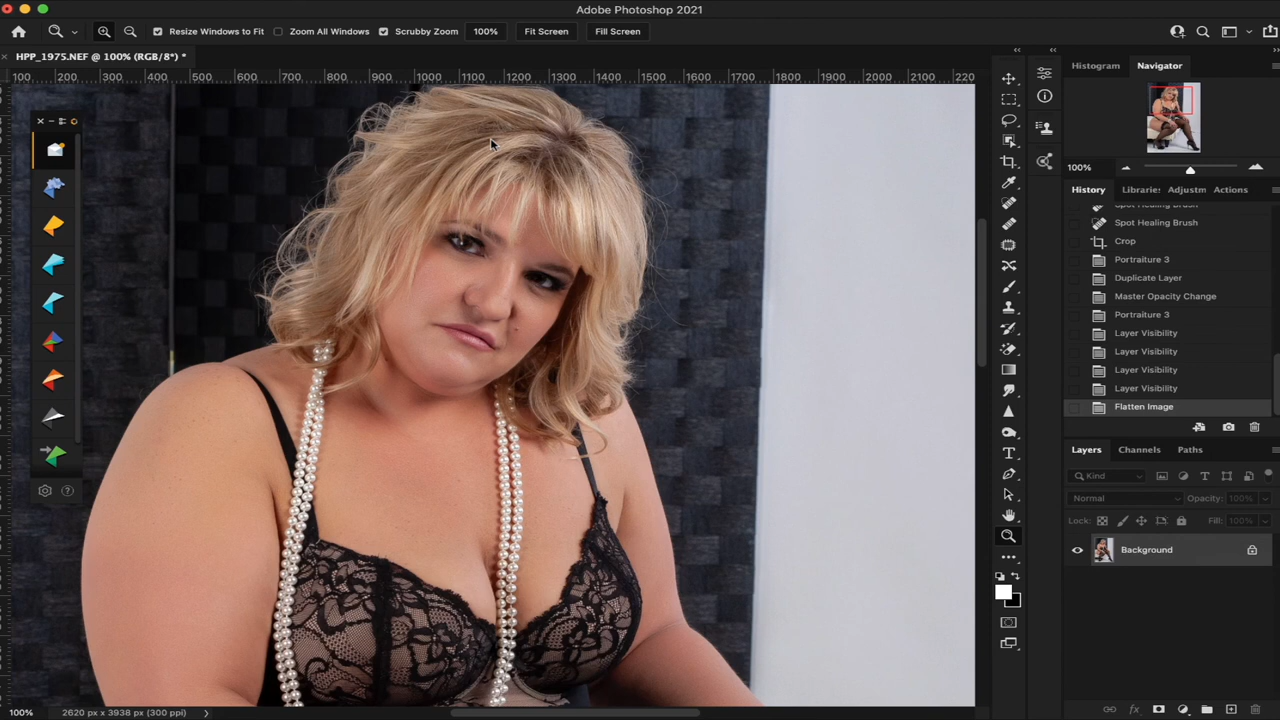 Adobe Photoshop 2021
Resize Windows to Fit Zoom All Windows Scrubby Zoom 100% Fit Screen Fill Screen
HPP_1975.NEF @ 100% (RGB/8*) *
100 200 300 400 500 600 700 800 900 1000 1100 1200 1300 1400 1500 1600 1700 1800 1900 2000 2100 220
Histogram Navigator
100%
History Librarie: Adjustm Actions
Spot Healing Brush
Spot Healing Brush
Crop
Portraiture 3
Duplicate Layer
Master Opacity Change
Portraiture 3
Layer Visibility
Layer Visibility
Layer Visibility
Layer Visibility
Flatten Image
Layers Channels Paths
Kind
Normal Opacity: 100%
Lock: Fill: 100%
Background
fx
100% 2620 px x 3938 px (300 ppi)